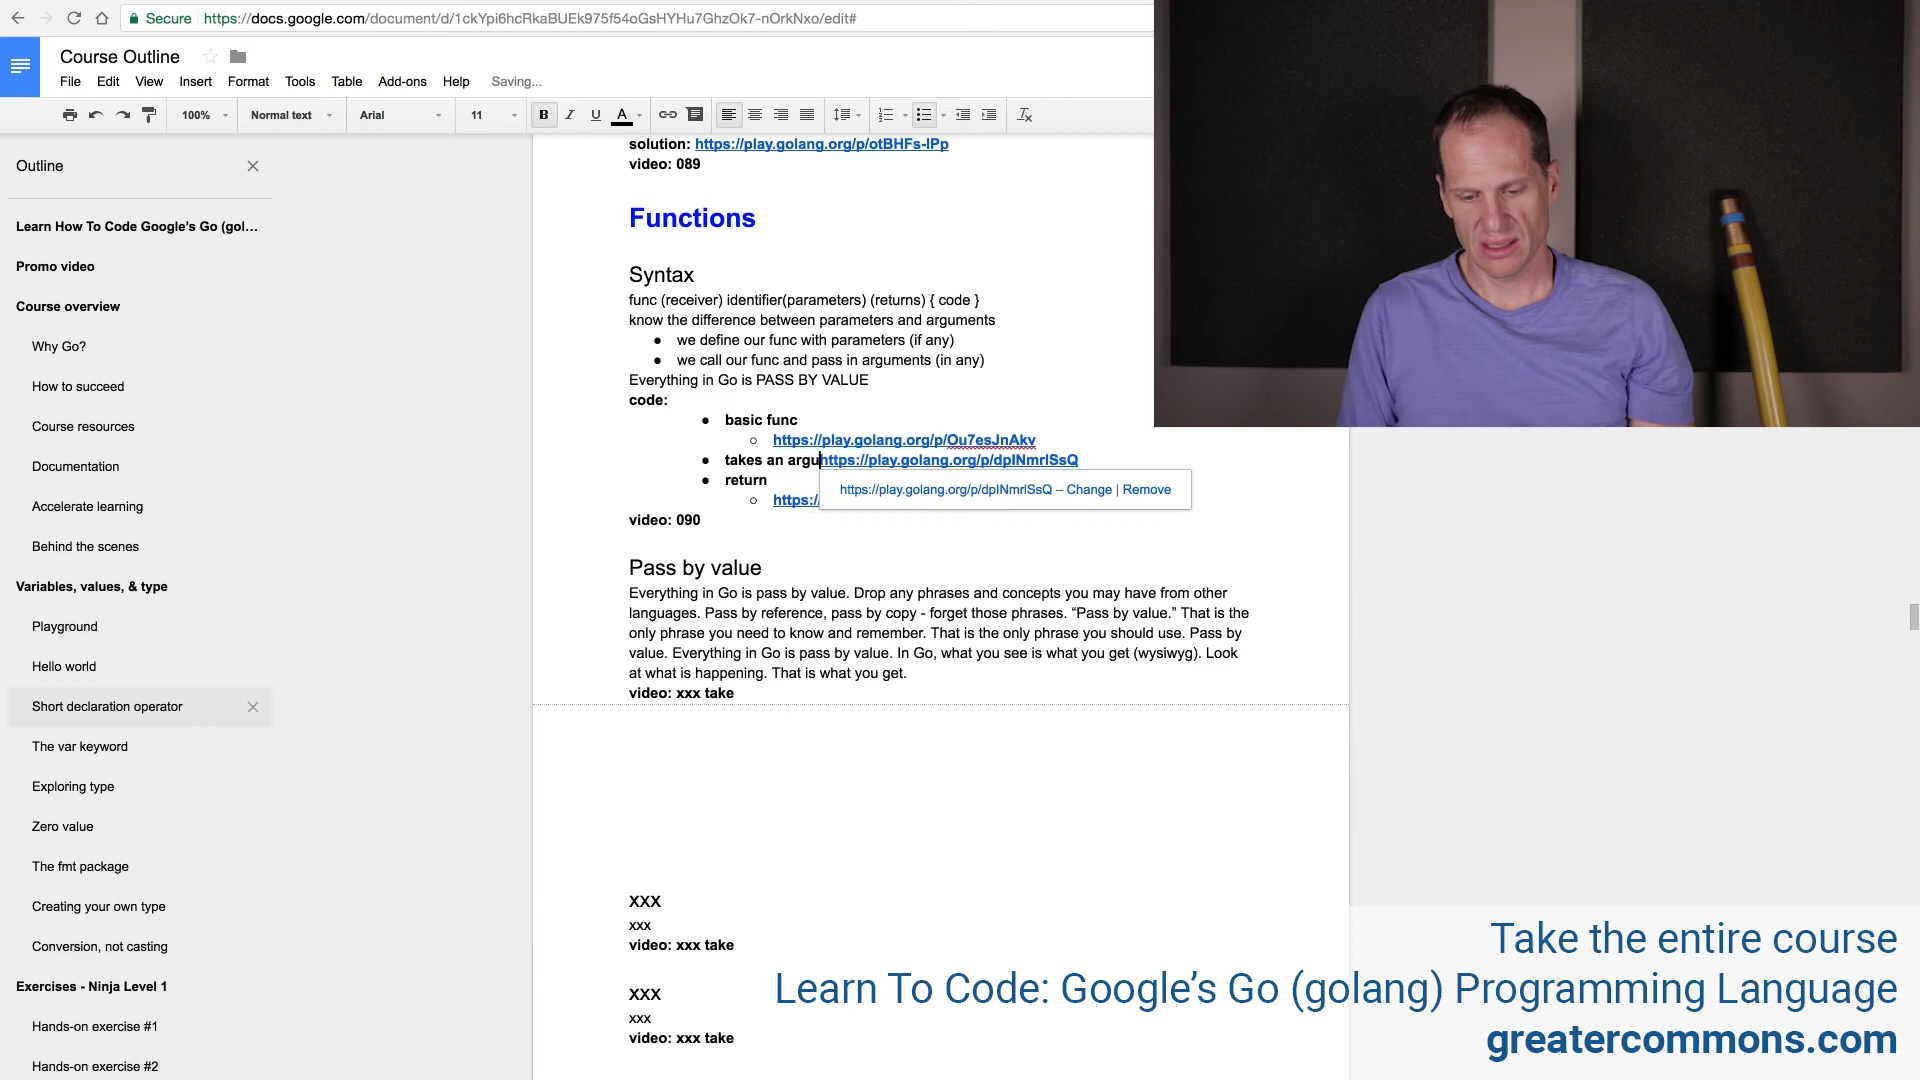 Secure https://docs.google.com/document/d/1ckYpi6hcRkaBUEk975f54oGsHYHu7GhzOk7-nOrkNxo/edit#
Course Outline
File Edit View Insert Format Tools Table Add-ons Help Saving...
100% Normal text Arial 11 B I U A
Outline
Learn How To Code Google’s Go (gol...
Promo video
Course overview
Why Go?
How to succeed
Course resources
Documentation
Accelerate learning
Behind the scenes
Variables, values, & type
Playground
Hello world
Short declaration operator
The var keyword
Exploring type
Zero value
The fmt package
Creating your own type
Conversion, not casting
Exercises - Ninja Level 1
Hands-on exercise #1
Hands-on exercise #2
solution: https://play.golang.org/p/otBHFs-IPp
video: 089
Functions
Syntax
func (receiver) identifier(parameters) (returns) { code }
know the difference between parameters and arguments
● we define our func with parameters (if any)
● we call our func and pass in arguments (in any)
Everything in Go is PASS BY VALUE
code:
● basic func
○ https://play.golang.org/p/Ou7esJnAkv
● takes an arguhttps://play.golang.org/p/dpINmrlSsQ
● return
https://play.golang.org/p/dpINmrlSsQ – Change | Remove
○ https:/
video: 090
Pass by value
Everything in Go is pass by value. Drop any phrases and concepts you may have from other
languages. Pass by reference, pass by copy - forget those phrases. “Pass by value.” That is the
only phrase you need to know and remember. That is the only phrase you should use. Pass by
value. Everything in Go is pass by value. In Go, what you see is what you get (wysiwyg). Look
at what is happening. That is what you get.
video: xxx take
XXX
xxx
video: xxx take
XXX
xxx
video: xxx take
Take the entire course
Learn To Code: Google’s Go (golang) Programming Language
greatercommons.com